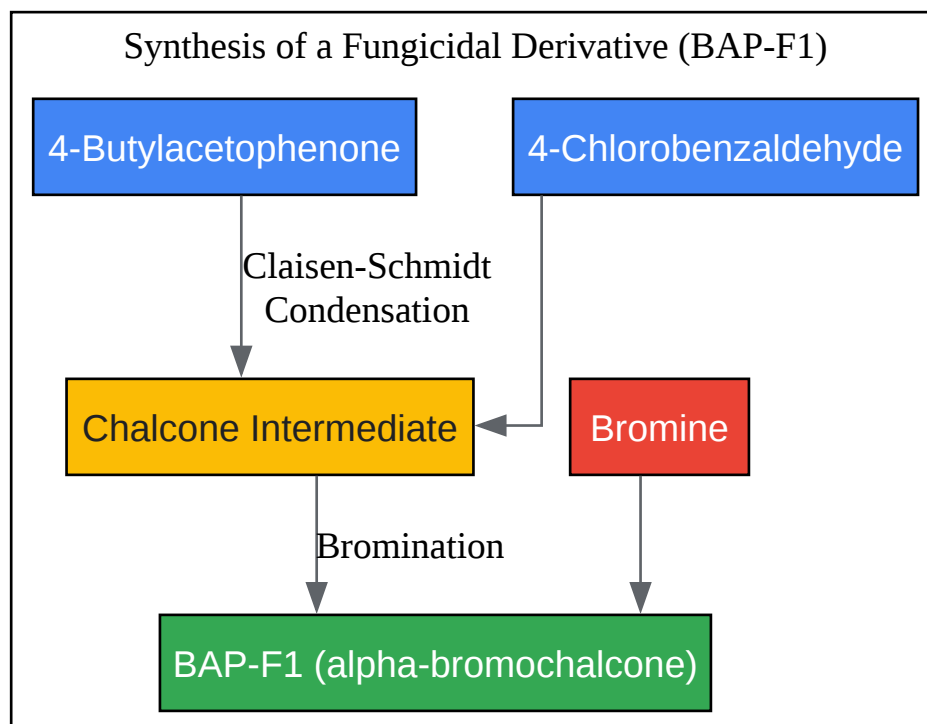 Synthesis of a Fungicidal Derivative (BAP-F1)
4-Butylacetophenone
4-Chlorobenzaldehyde
Claisen-Schmidt
Condensation
Chalcone Intermediate
Bromine
Bromination
BAP-F1 (alpha-bromochalcone)